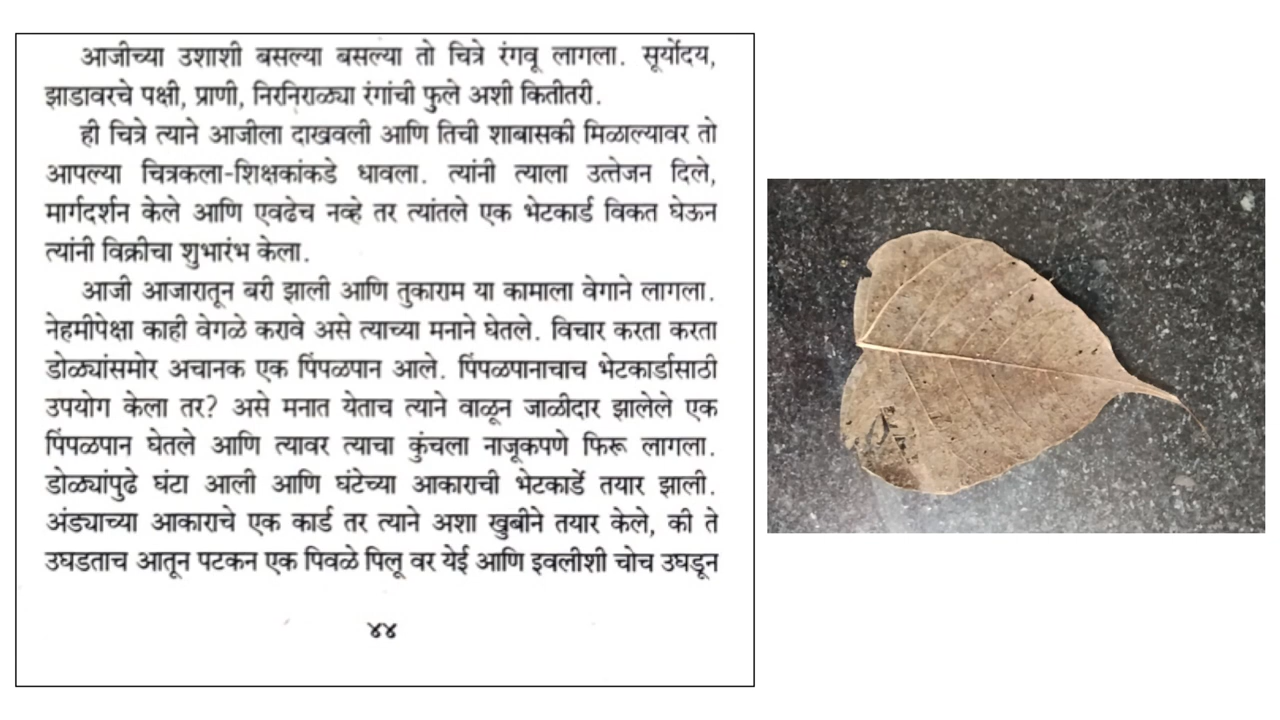 आजीच्या उशाशी बसल्या बसल्या तो चित्रे रंगवू लागला. सूर्योदय,
झाडावरचे पक्षी, प्राणी, निरनिराळ्या रंगांची फुले अशी कितीतरी.
ही चित्रे त्याने आजीला दाखवली आणि तिची शाबासकी मिळाल्यावर तो
आपल्या चित्रकला-शिक्षकांकडे धावला. त्यांनी त्याला उत्तेजन दिले,
मार्गदर्शन केले आणि एवढेच नव्हे तर त्यांतले एक भेटकार्ड विकत घेऊन
त्यांनी विक्रीचा शुभारंभ केला.
आजी आजारातून बरी झाली आणि तुकाराम या कामाला वेगाने लागला.
नेहमीपेक्षा काही वेगळे करावे असे त्याच्या मनाने घेतले. विचार करता करता
डोळ्यांसमोर अचानक एक पिंपळपान आले. पिंपळपानाचाच भेटकार्डासाठी
उपयोग केला तर? असे मनात येताच त्याने वाळून जाळीदार झालेले एक
पिंपळपान घेतले आणि त्यावर त्याचा कुंचला नाजूकपणे फिरू लागला.
डोळ्यांपुढे घंटा आली आणि घंटेच्या आकाराची भेटकार्डे तयार झाली.
अंड्याच्या आकाराचे एक कार्ड तर त्याने अशा खुबीने तयार केले, की ते
उघडताच आतून पटकन एक पिवळे पिलू वर येई आणि इवलीशी चोच उघडून
४४